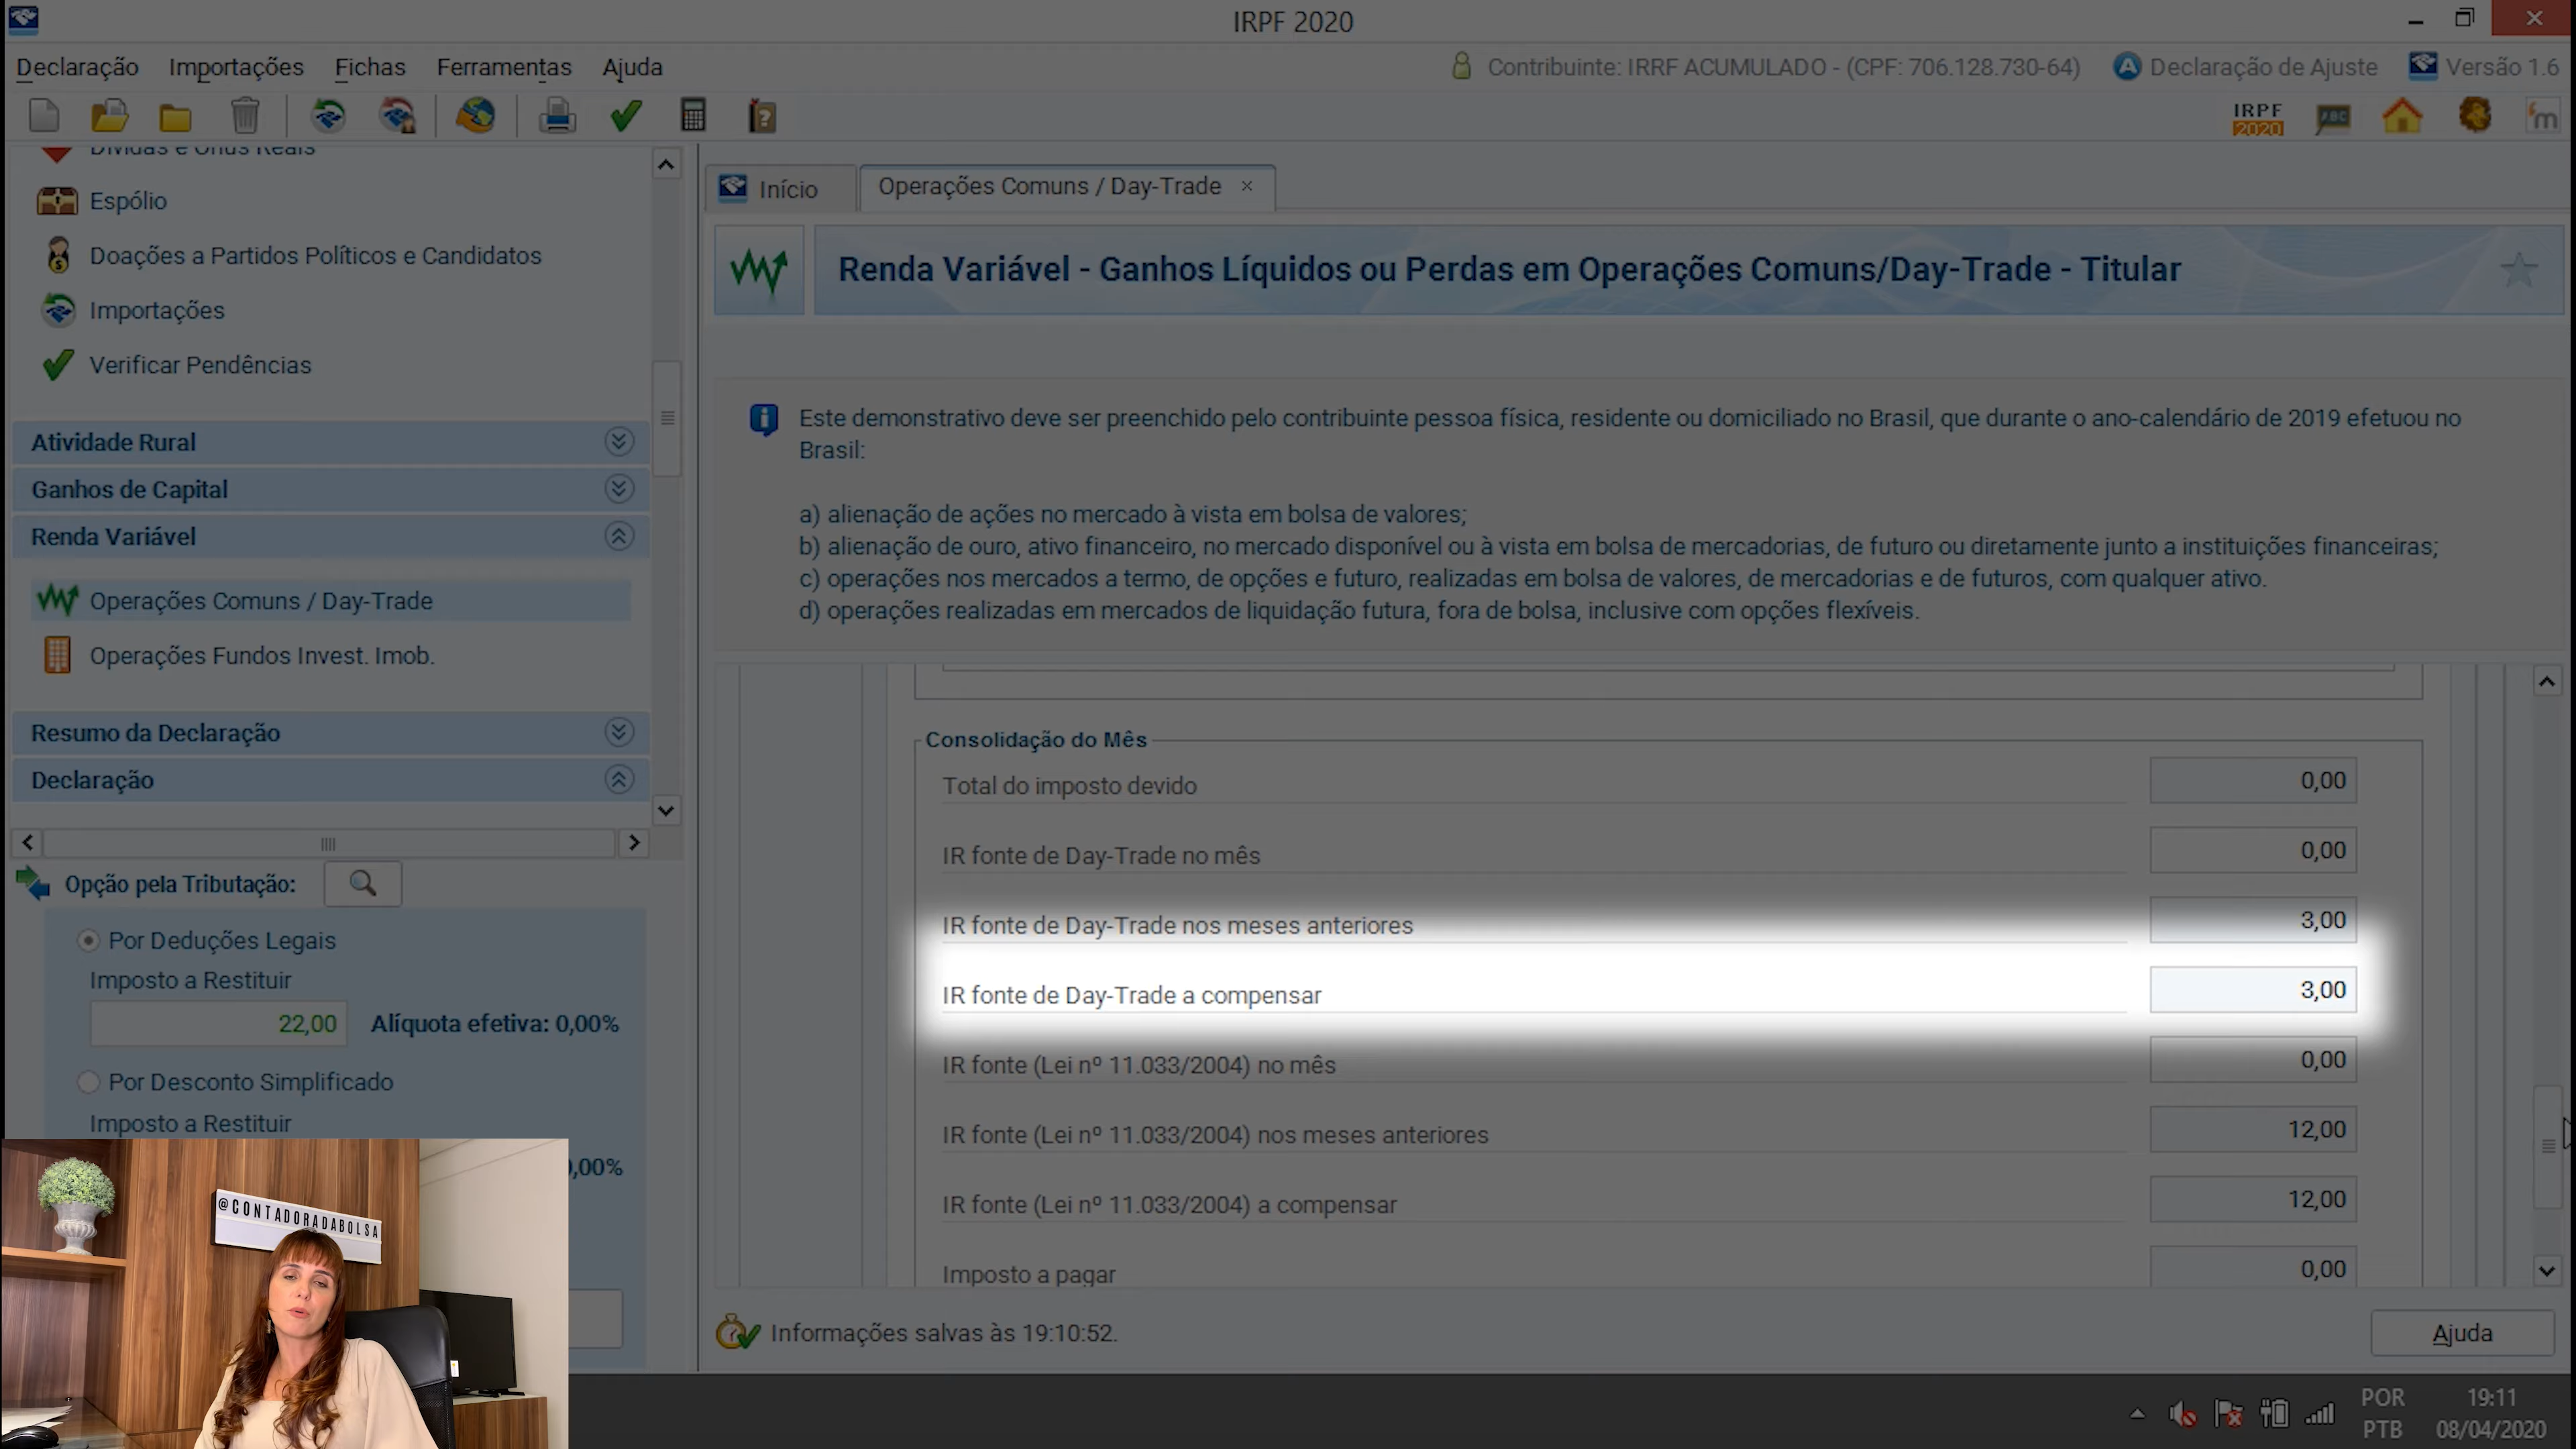 IRPF 2020
Declaração Importações Fichas Ferramentas Ajuda
Contribuinte: IRRF ACUMULADO - (CPF: 706.128.730-64) Declaração de Ajuste Versão 1.6
IRPF
2020
ABC
m
Dívidas e Ônus Reais
Espólio
Doações a Partidos Políticos e Candidatos
Importações
Verificar Pendências
Atividade Rural
Ganhos de Capital
Renda Variável
Operações Comuns / Day-Trade
Operações Fundos Invest. Imob.
Resumo da Declaração
Declaração
Opção pela Tributação:
Por Deduções Legais
Imposto a Restituir
22,00 Alíquota efetiva: 0,00%
Por Desconto Simplificado
Imposto a Restituir
,00%
Início
Operações Comuns / Day-Trade
Renda Variável - Ganhos Líquidos ou Perdas em Operações Comuns/Day-Trade - Titular
Este demonstrativo deve ser preenchido pelo contribuinte pessoa física, residente ou domiciliado no Brasil, que durante o ano-calendário de 2019 efetuou no
Brasil:
a) alienação de ações no mercado à vista em bolsa de valores;
b) alienação de ouro, ativo financeiro, no mercado disponível ou à vista em bolsa de mercadorias, de futuro ou diretamente junto a instituições financeiras;
c) operações nos mercados a termo, de opções e futuro, realizadas em bolsa de valores, de mercadorias e de futuros, com qualquer ativo.
d) operações realizadas em mercados de liquidação futura, fora de bolsa, inclusive com opções flexíveis.
Consolidação do Mês
Total do imposto devido 0,00
IR fonte de Day-Trade no mês 0,00
IR fonte de Day-Trade nos meses anteriores 3,00
IR fonte de Day-Trade a compensar 3,00
IR fonte (Lei nº 11.033/2004) no mês 0,00
IR fonte (Lei nº 11.033/2004) nos meses anteriores 12,00
IR fonte (Lei nº 11.033/2004) a compensar 12,00
Imposto a pagar 0,00
Informações salvas às 19:10:52.
Ajuda
@CONTADORADABOLSA
POR
PTB
19:11
08/04/2020